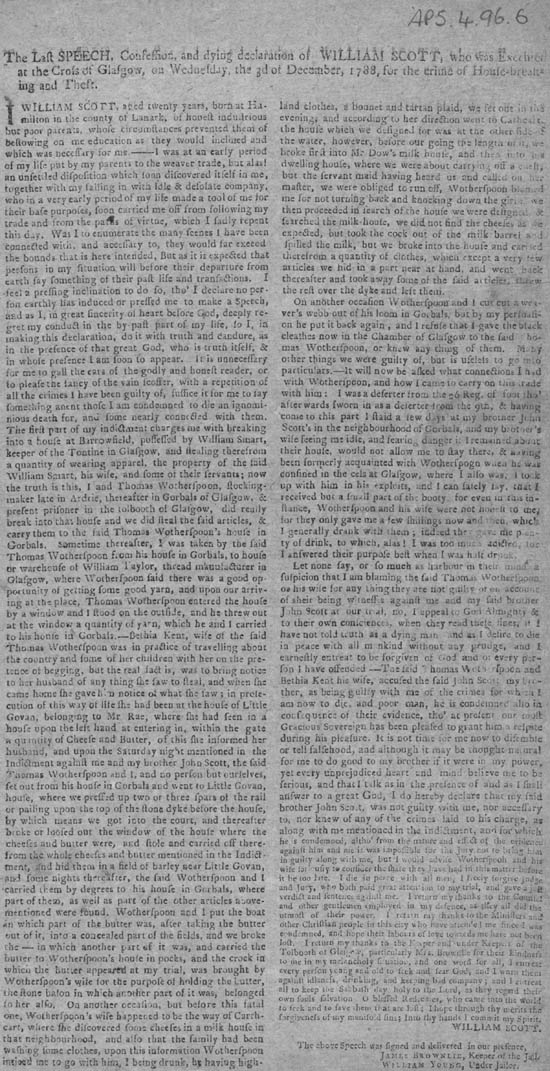 APS.4.96.6
The Last SPEECH, Confession, and dying declaration of WILLIAM SCOTT, who was Executed
at the Cross of Glasgow, on Wednesday, the 3d of December, 1788, for the crime of House-break-
ing and Theft.
I WILLIAM SCOTT, aged twenty years, born at Ha-
milton in the county of Lanark, of honest industrious
but poor parents, whose circumstances prevented them of
bestowing on me education as they would inclined and
which was necessary for me.——I was at an early period
of my life put by my parents to the weaver trade, but alas!
an unsetled disposition which soon discovered itself in me,
together with my falling in with idle & desolate company,
who in a very early period of my life made a tool of me for
their base purposes, soon carried me off from following my
trade and from the paths of virtue, which I sadly repent
this day. Was I to enumerate the many scenes I have been
connected with, and accessary to, they would far exceed
the bounds that is here intended, But as it is expected that
persons in my situation will before their departure from
earth say something of their past life and transactions. I
feel a pressing inclination to do so, tho' I declare no per-
son earthly has induced or pressed me to make a Speech,
and as I, in great sincerity of heart before God, deeply re-
gret my conduct in the by past part of my life, so I, in
making this declaration, do it with truth and candure, as
in the presence of that great God, who is truth itself, &
in whole presence I am soon to appear. It is unnecessary
for me to gall the ears of the godly and honest reader, or
to please the fancy of the vain scoffer, with a repetition of
all the crimes I have been guilty of, suffice it for me to say
something anent those I am condemned to die an ignomi-
nious death for, and some nearly connected with them.
The first part of my indictment charges me with breaking
into a house at Barrowfield, possessed by William Smart,
keeper of the Tontine in Glasgow, and stealing therefrom
a quantity of wearing apparel, the property of the said
William Smart, his wife, and some of their servants; now
the truth is this, I and Thomas Wotherspoon, stocking-
maker late in Ardrie, thereafter in Gorbals of Glasgow, &
present prisoner in the tolbooth of Glasgow, did really
break into that house and we did steal the said articles, &
carry them to the said Thomas Wotherspoon's house in
Gorbals. Sometime thereafter, I was taken by the said
Thomas Wotherspoon from his house in Gorbals, to house
or warehouse of William Taylor, thread manufacturer in
Glasgow, where Wotherspoon said there was a good op-
portunity of getting some good yarn, and upon our arriv-
ing at the place, Thomas Wotherspoon entered the house
by a window and I stood on the outside, and he threw out
at the window a quantity of yarn, which he and I carried
to his house in Gorbals.—Bethia Kent, wife of the said
Thomas Wotherspoon was in practice of travelling about
the country and some of her children with her on the pre-
tence of begging, but the real fact is, was to bring notice
to her husband of any thing she saw to steal, and when she
came home she gave him notice of what she saw; in prose-
cution of this way of life she had been at the house of Little
Govan, belonging to Mr Rae, where she had seen in a
house upon the left hand at entering in, within the gate
a quantity of Cheese and Butter, of this she informed her
husband, and upon the Saturday night mentioned in the
Indictment against me and my brother John Scott, the said
Thomas Wotherspoon and I, and no person but ourselves,
set out from his house in Gorbals and went to Little Govan,
house, where we pressed up two or three spars of the rail
or pailing upon the top of the stone dyke before the house,
by which means we got into the court, and thereafter
broke or loosed out the window of the house where the
cheeses and butter were, and stole and carried off there-
from the whole cheeses and butter mentioned in the Indict-
ment, and hid them in a field of barley near Little Govan,
and some nights thereafter, the said Wotherspoon and I
carried them by degrees to his house in Gorbals, where
part of them, as well as part of the other articles above-
mentioned were found. Wotherspoon and I put the boat
in which part of the butter was, after taking the butter
out of it, into a concealed part of the fields, and we broke
the — in which another part of it was, and carried the
butter to Wotherspoon's house in pocks, and the crock in
which the butter appeared at my trial, was brought by
Wotherspoon's wife for the purpose of holding the butter,
the stone baton in which another part of it was, belonged
to her also. On another occasion, but before this fatal
one, Wotherspoon's wife happened to be the way of Carth-
cart, where she discovered some cheeses in a milk house in
that neighbourhood, and also that the family had been
washing some clothes, upon this information Wotherspoon
intised me to go with him, I being drunk, by having high-
land clothes, a bonnet and tartan plaid, we set out in the
evening; and according to her direction went to Cathcart,
the house which we designed for was at the other side of
the water, however, before our going the length of it, we
broke first into Mr Dow's milk house, and then into his
dwelling house, where we were about carrying off a chest,
but the servant maid having heard us and called on her
master, we were obliged to run off, Wotherspoon blamed
me for not turning back and knocking down the girl; we
then proceeded in search of the house we were designed &
searched the milk-house, we did not find the cheeses as we
expected, but took the cock out of the milk barrel and
spilled the milk, but we broke into the house and carried
therefrom a quantity of clothes, which except a very few
articles we hid in a part near at hand, and went back
thereafter and took away some of the said articles, threw
the rest over the dyke and left them.
On another occasion Wotherspoon and I cut out a wea-
ver's webb out of his loom in Gorbals, but by my persuasi-
on he put it back again, and I refuse that I gave the black
cleathes now in the Chamber of Glasgow to the said Tho-
mas Wotherspoon, or knew any thing of them. Many
other things we were guilty of, but is useless to go into
particulars.—It will now be asked what connections I had
with Wotherspoon, and how I came to carry on this trade
with him: I was a deserter from the 56 Reg. of foot tho'
afterwards sworn in as a deserter from the 9th, & having
come to this part I staid a few days at my brother John
Scott's in the neighbourhood of Gorbals, and my brother's
wife seeing me idle, and fearing danger if I remained about
their house, would not allow me to stay there, & having
been formerly acquainted with Wotherspoon when he was
confined in the cells at Glasgow, where I also was, I took
up with him in his exploits, and I can safely say that I
received but a small part of the booty for even in this in-
stance, Wotherspoon and his wife were not honest to me,
for they only gave me a few shillings now and then, which
I generally drank with them; indeed they gave me plen-
ty of drink, to which, alas! I was too much addicted, for
I answered their purpose best when I was half drunk.
Let none say, or so much as harbour in their mind a
suspicion that I am blaming the said Thomas Wotherspoon,
or his wife for any thing they are not guilty of on account
of their being witnesses against me and my said brother
John Scott at our trial, no, I appeal to God Almighty &
to their own conciences, when they read these lines, if I
have not told truth as a dying man and as I desire to die
in peace with all mankind without any grudge, and I
earnestly entreat to be forgiven of God and of every per-
son I have offended—The said Thomas Wotherspoon and
Bethia Kent his wife, accused the said John Scott my bro-
ther, as being guilty with me of the crimes for which I
am now to die, and poor man, he is condemned also in
consequence of their evidence, tho' at present our most
Gracious Sovereign has been pleased to grant him a respite
during his pleasure. It is not time for me now to dissemble
or tell falsehood, and although it may be thought natural
for me to do good to my brother if it were in my power,
yet every unprejudiced heart and mind believe me to be
serious, and that I talk as in the presence of and as I shall
answer to a great God, I do hereby declare that my said
brother John Scott, was not guilty with me, nor accessary
to, nor knew of any of the crimes laid to his charge, as
along with me mentioned in the Indictment, and for which
he is condemned, altho' from the nature and effect of the evidence
against him and me it was impossible for the Jury not to bring him
in guilty along with me, but I would advise Wotherspoon and his
wife for to consider the share they have had in this matter before
it be too late. I die in peace with all men; I forgive Judge
and Jury, who both paid great attention to my trial, and gave a just
verdict and sentence against me. I return my thanks to the Counsel
and other gentlemen employed in my defence, as they all did the
utmost of their power. I return my thanks to the Ministers and
other Christian people in this city who have attended me since I was
condemned, and hope their labours of love towards me have not been
lost. I return my thanks to the Keeper and under Keepers of the
Tolbooth of Glasgow, particularly Mrs. Brownlie for their kindness
to me in my melancholy situation, and one word for all, I entreat
every person young and old to seek and fear God, and I warn them
against idleness, drinking, and keeping bad company; and I entreat
all to keep the Sabbath day holy to the Lord, as they regard their
own souls salvation. O blessed Redeemer, who came into the world
to seek and to save them that are lost; I hope through thy merits the
forgiveness of my manifold sins; Into thy hands I commit my Spirit.
WILLIAM SCOTT.
The above Speech was signed and delivered in our presence,
JAMES BROWNLIE, Keeper of the Jail.
WILLIAM YOUNG, Under Jailer.